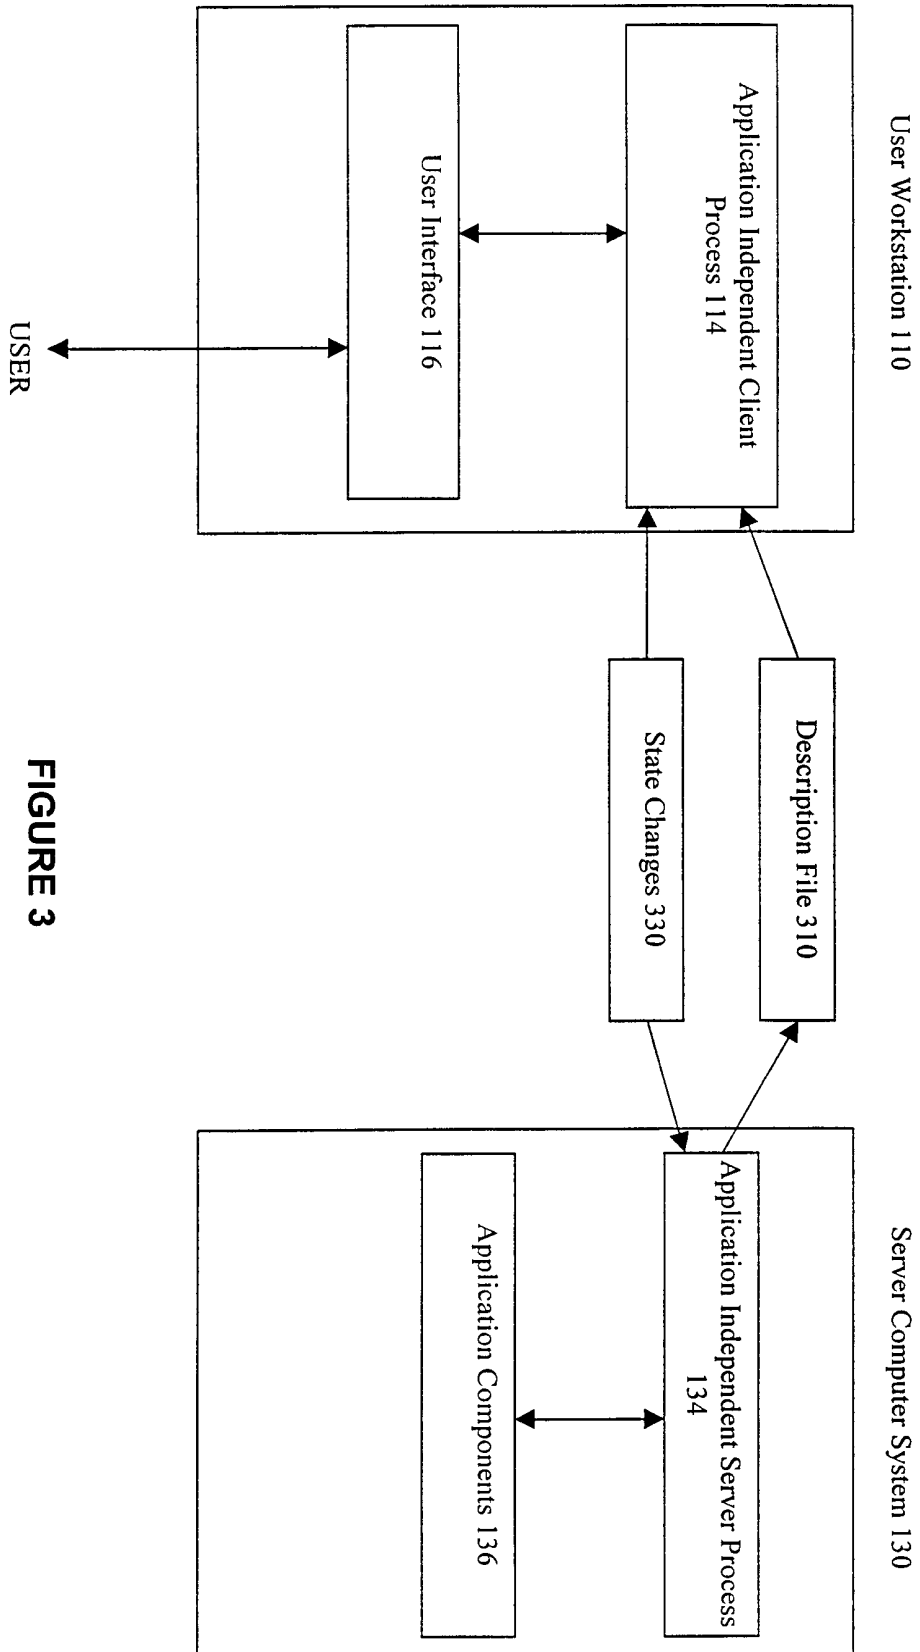 User Workstation 110
Application Independent Client
Process 114
User Interface 116
USER
Description File 310
State Changes 330
Server Computer System 130
Application Independent Server Process
134
Application Components 136
FIGURE 3